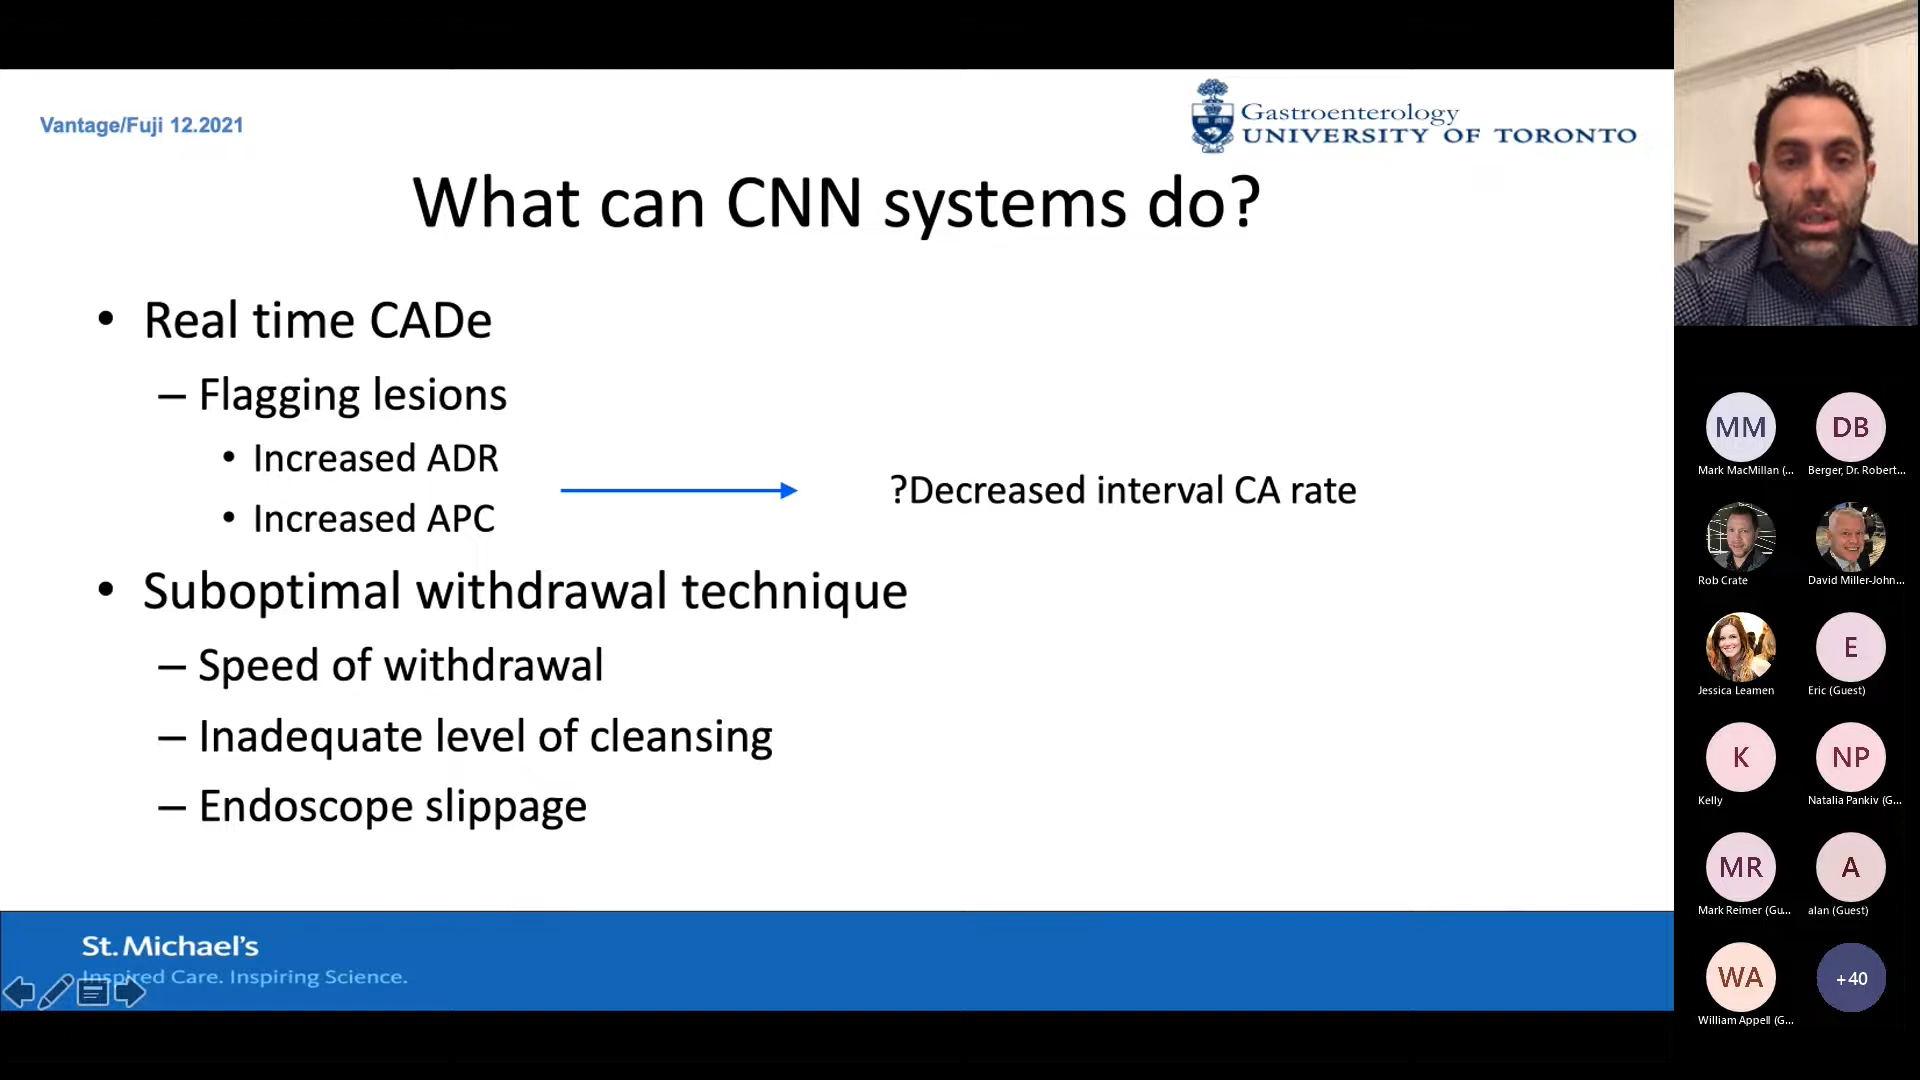 Vantage/Fuji 12.2021
Gastroenterology
UNIVERSITY OF TORONTO
What can CNN systems do?
• Real time CADe
– Flagging lesions
• Increased ADR
• Increased APC
?Decreased interval CA rate
• Suboptimal withdrawal technique
– Speed of withdrawal
– Inadequate level of cleansing
– Endoscope slippage
St. Michael's
Inspired Care. Inspiring Science.
MM
DB
Mark MacMillan (...
Berger, Dr. Robert...
Rob Crate
David Miller-John...
E
Jessica Leamen
Eric (Guest)
K
NP
Kelly
Natalia Pankiv (G...
MR
A
Mark Reimer (Gu...
alan (Guest)
WA
+40
William Appell (G...